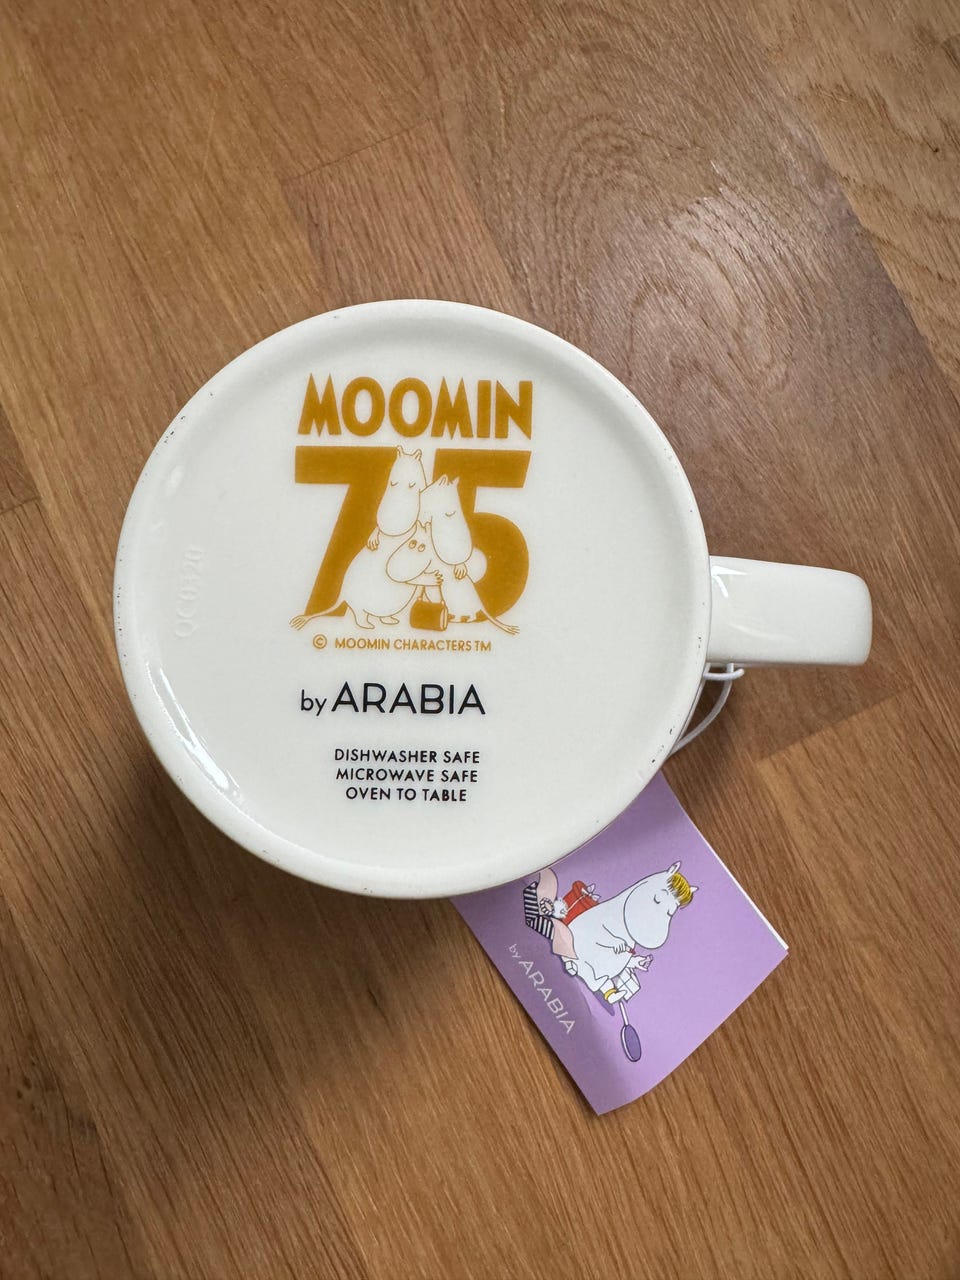 MOOMIN
75
© MOOMIN CHARACTERS TM
by ARABIA
DISHWASHER SAFE
MICROWAVE SAFE
OVEN TO TABLE
QC0320
by ARABIA